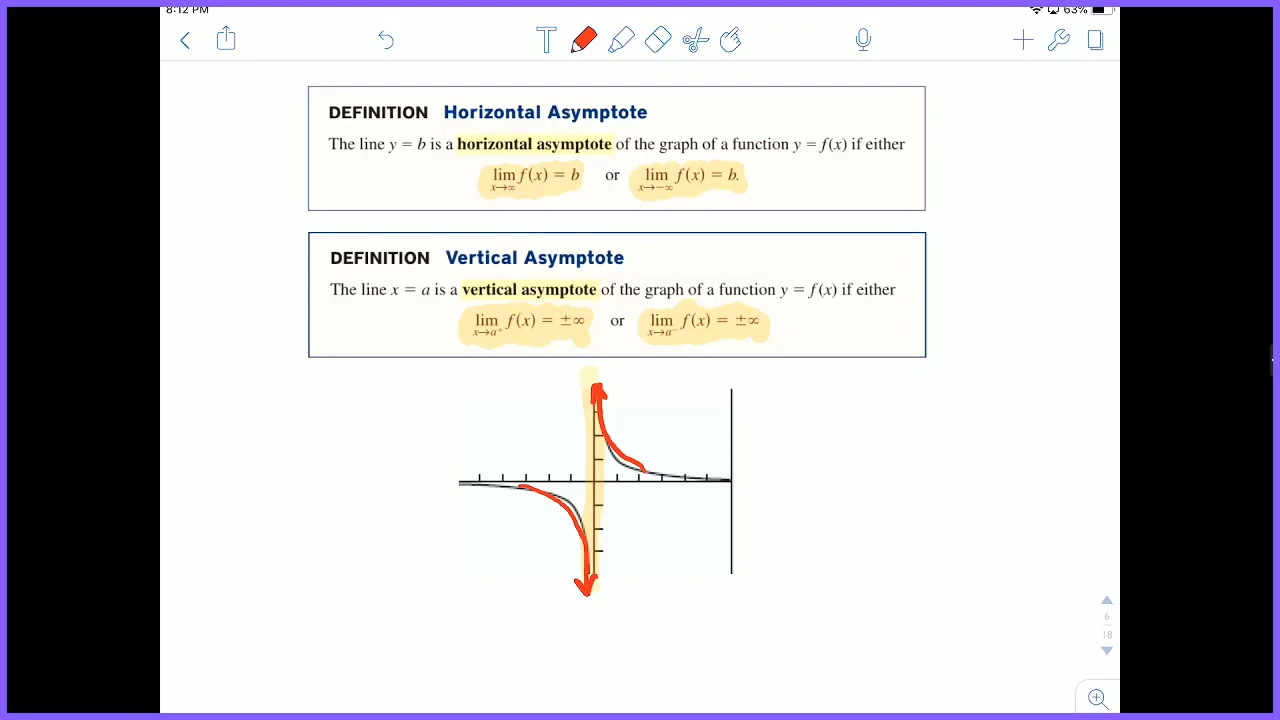 8:12 PM
63%
DEFINITION Horizontal Asymptote
The line y = b is a horizontal asymptote of the graph of a function y = f(x) if either
lim f(x) = b or lim f(x) = b.
x→∞ x→−∞
DEFINITION Vertical Asymptote
The line x = a is a vertical asymptote of the graph of a function y = f(x) if either
lim f(x) = ±∞ or lim f(x) = ±∞
x→a⁺ x→a⁻
6
18